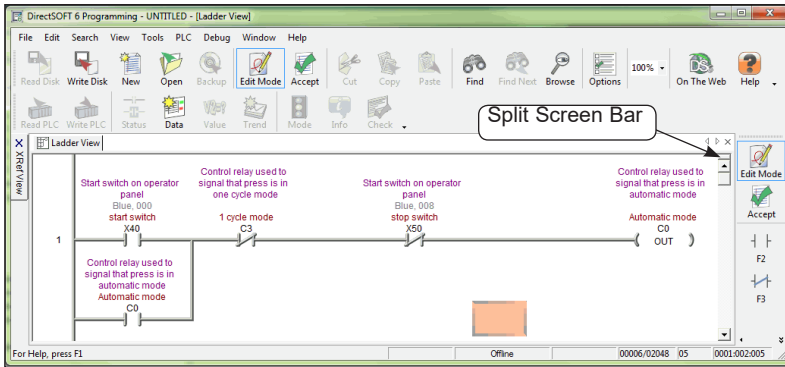 DirectSOFT 6 Programming - UNTITLED - [Ladder View]
File Edit Search View Tools PLC Debug Window Help
Read Disk Write Disk New Open Backup Edit Mode Accept Cut Copy Paste Find Find Next Browse Options 100% On The Web Help
Read PLC Write PLC Status Data Value Trend Mode Info Check
Split Screen Bar
XRef View
Ladder View
Start switch on operator
panel
Blue, 000
start switch
X40
Control relay used to
signal that press is in
one cycle mode
1 cycle mode
C3
Start switch on operator
panel
Blue, 008
stop switch
X50
Control relay used to
signal that press is in
automatic mode
Automatic mode
C0
OUT
1
Control relay used to
signal that press is in
automatic mode
Automatic mode
C0
Edit Mode
Accept
F2
F3
For Help, press F1 Offline 00006/02048 05 0001:002:005